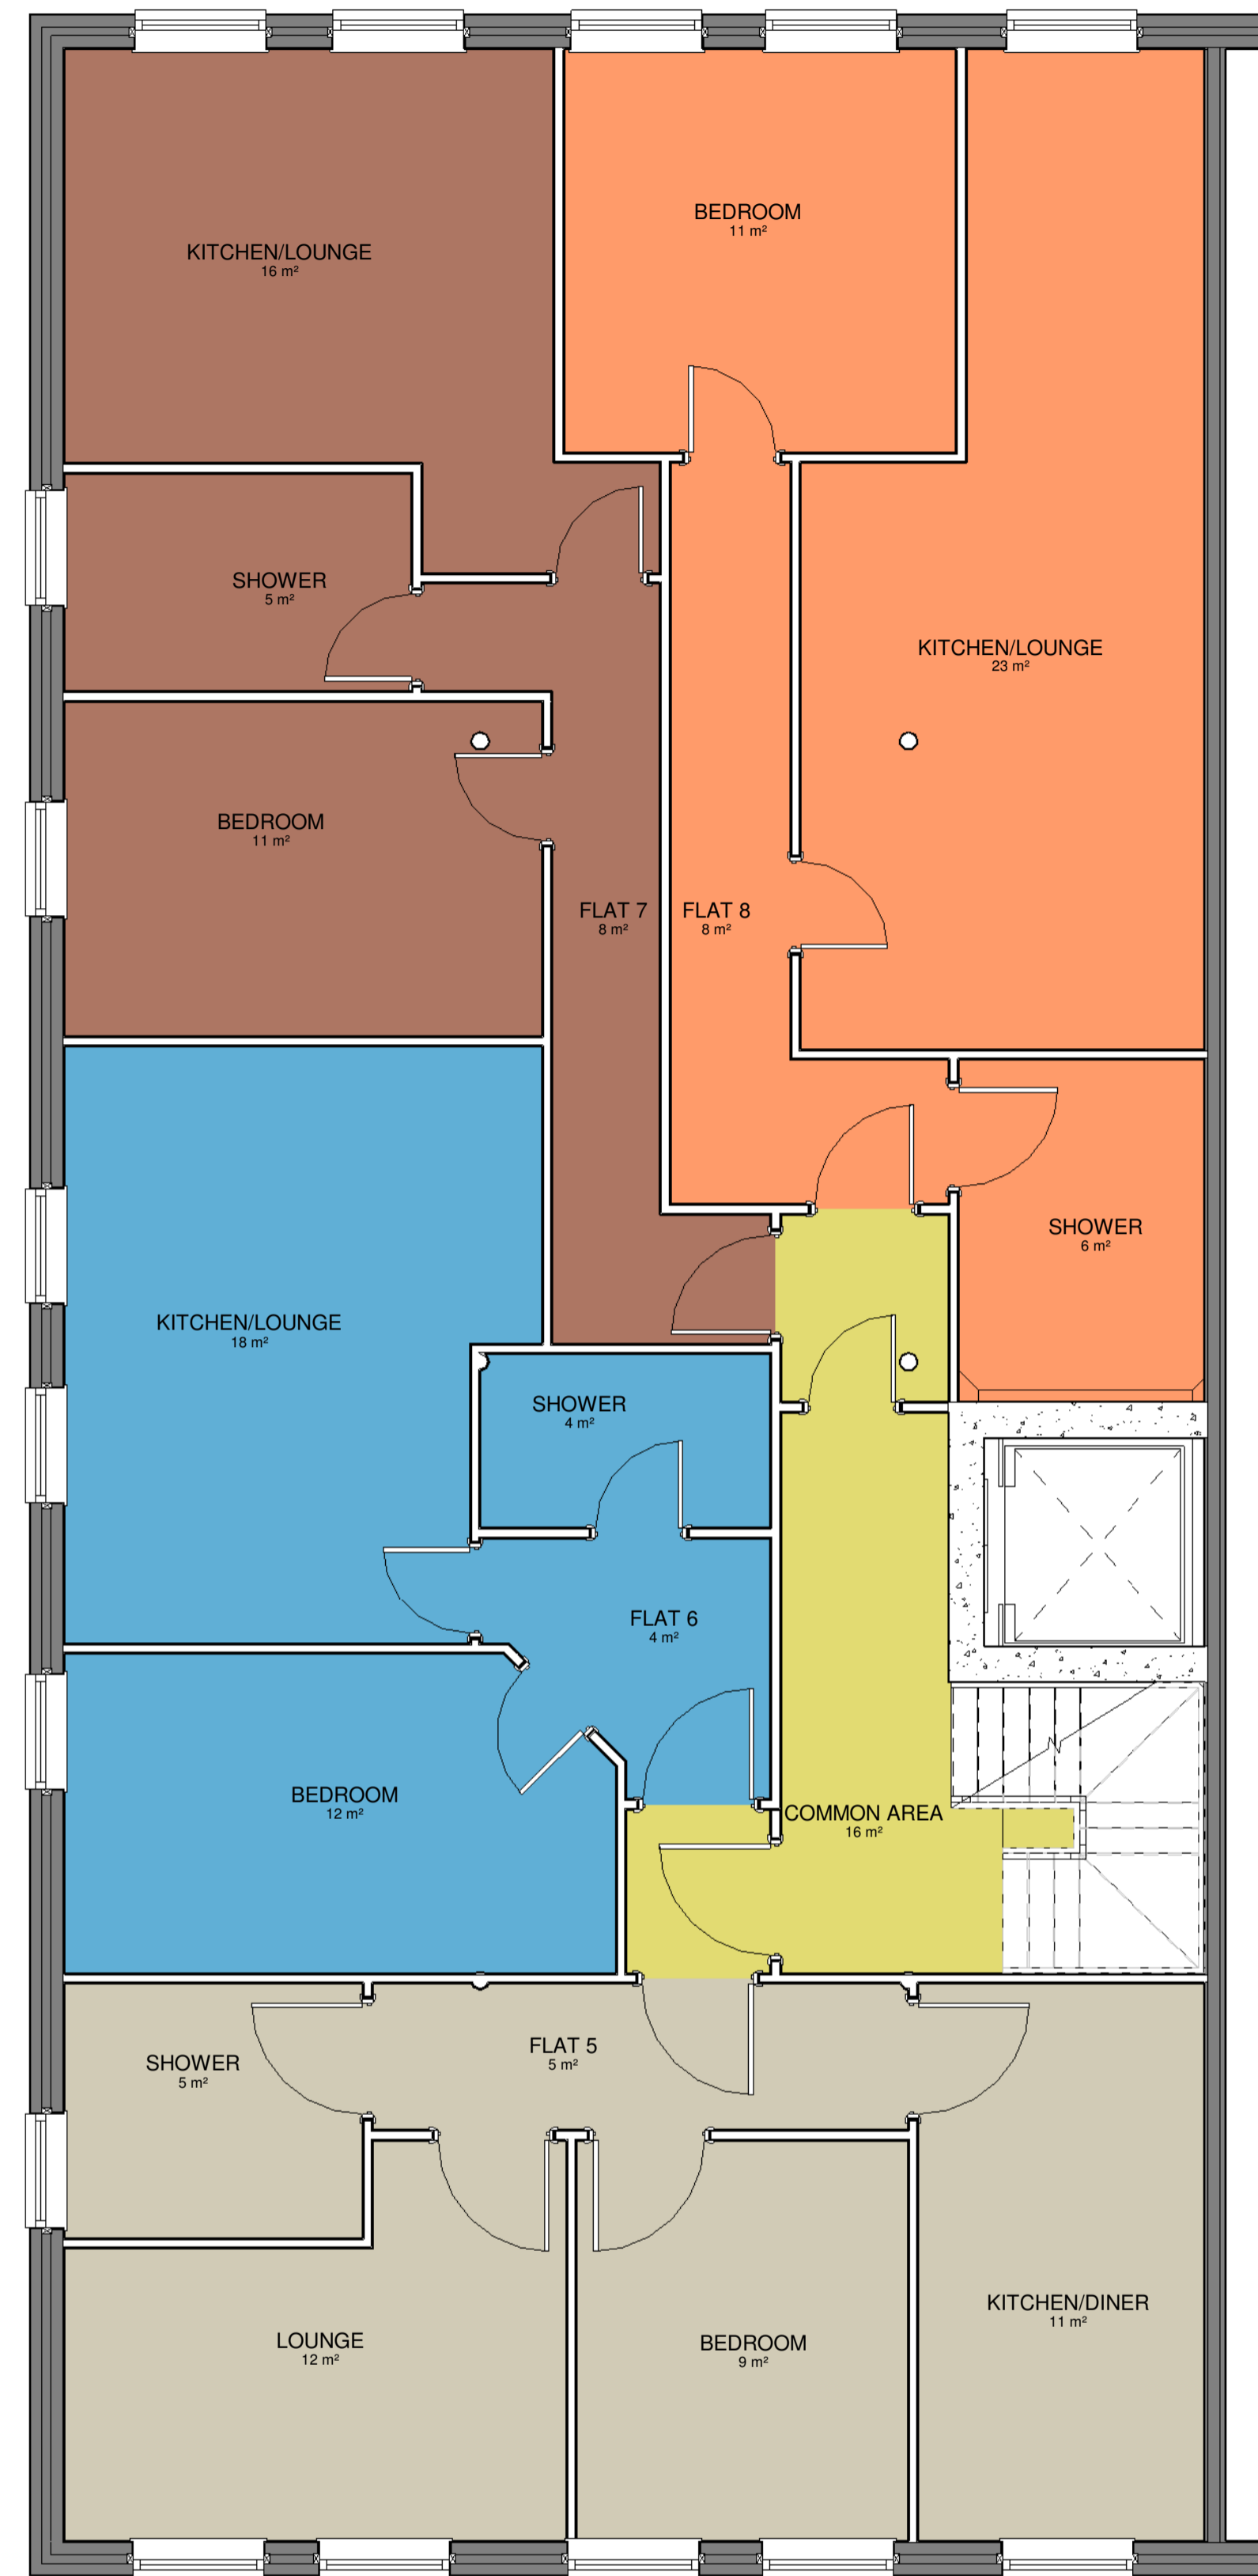 BEDROOM
11 m²
KITCHEN/LOUNGE
16 m²
SHOWER
5 m²
KITCHEN/LOUNGE
23 m²
BEDROOM
11 m²
FLAT 7
8 m²
FLAT 8
8 m²
SHOWER
6 m²
KITCHEN/LOUNGE
18 m²
SHOWER
4 m²
FLAT 6
4 m²
BEDROOM
12 m²
COMMON AREA
16 m²
FLAT 5
5 m²
SHOWER
5 m²
KITCHEN/DINER
11 m²
LOUNGE
12 m²
BEDROOM
9 m²